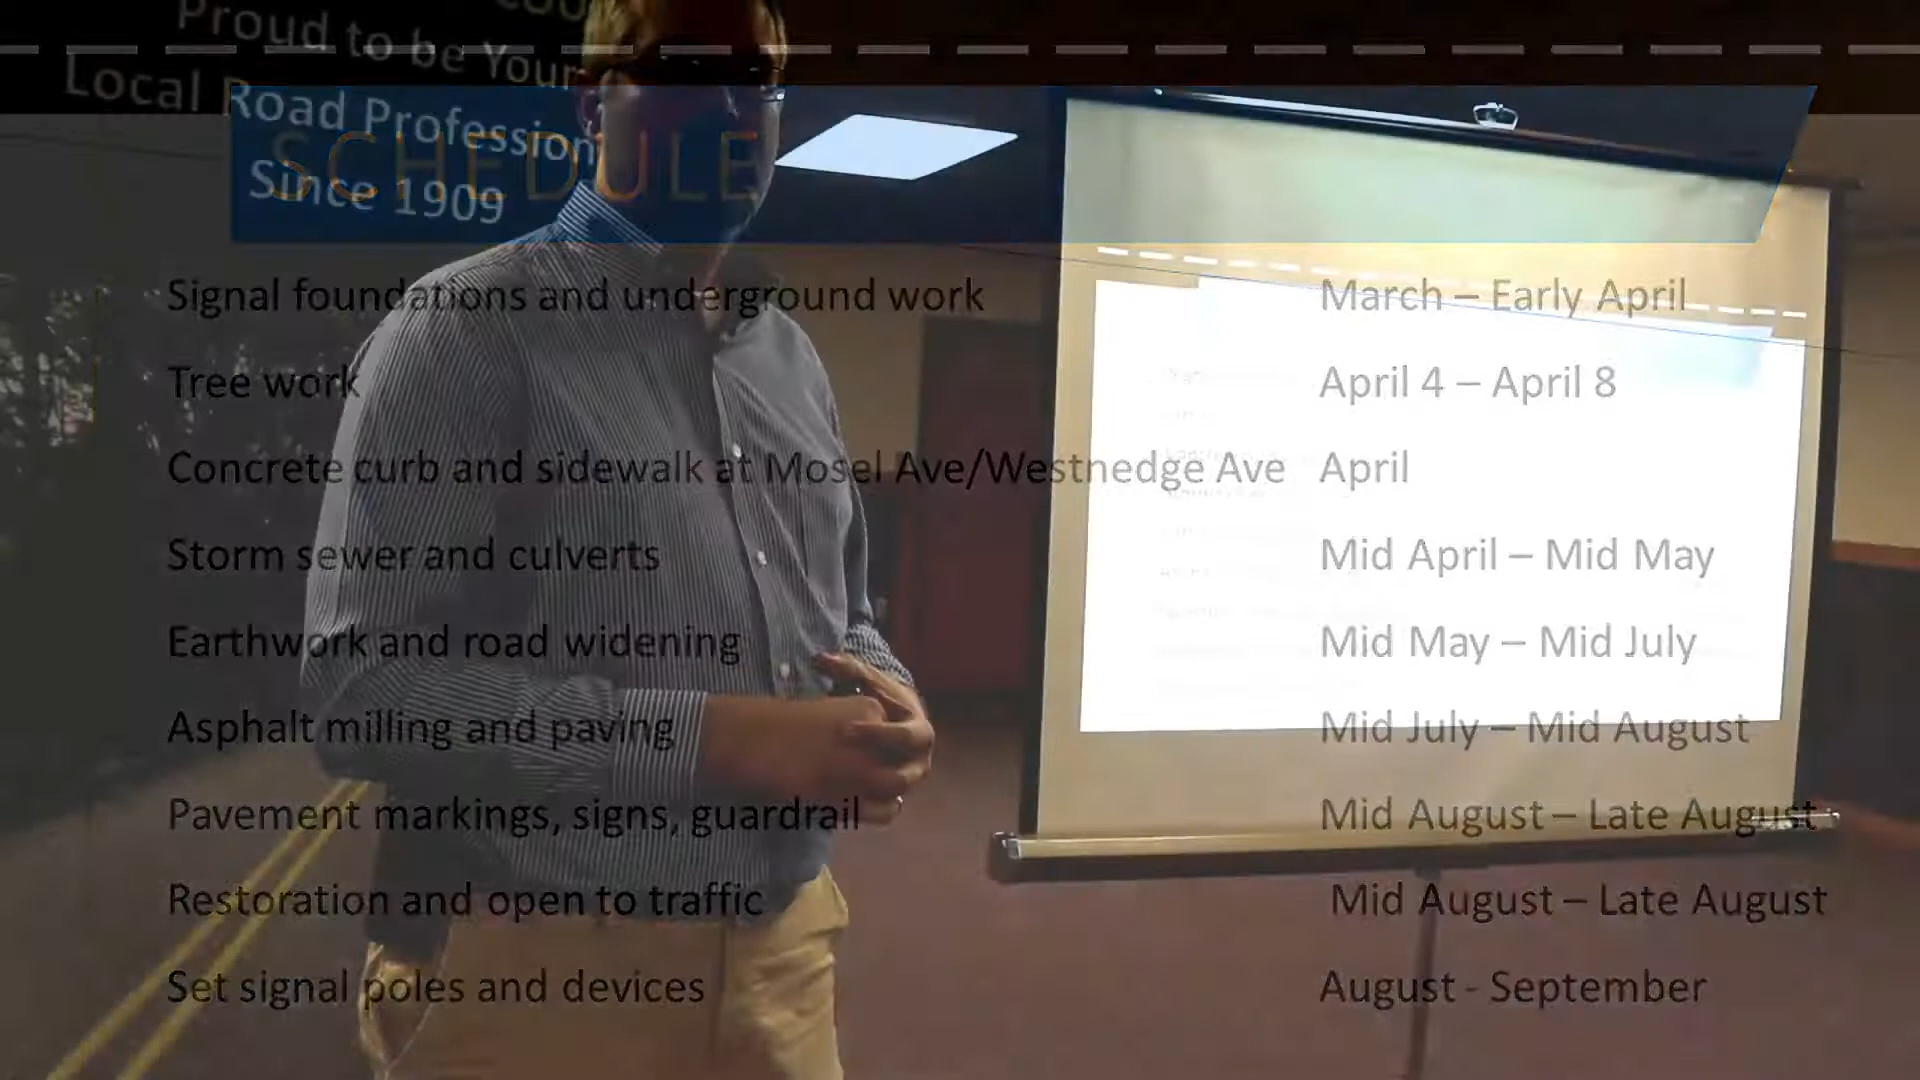 Proud to be Your
Local Road Profession
Since 1909
SCHEDULE
Signal foundations and underground work March – Early April
Tree work April 4 – April 8
Concrete curb and sidewalk at Mosel Ave/Westnedge Ave April
Storm sewer and culverts Mid April – Mid May
Earthwork and road widening Mid May – Mid July
Asphalt milling and paving Mid July – Mid August
Pavement markings, signs, guardrail Mid August – Late August
Restoration and open to traffic Mid August – Late August
Set signal poles and devices August - September